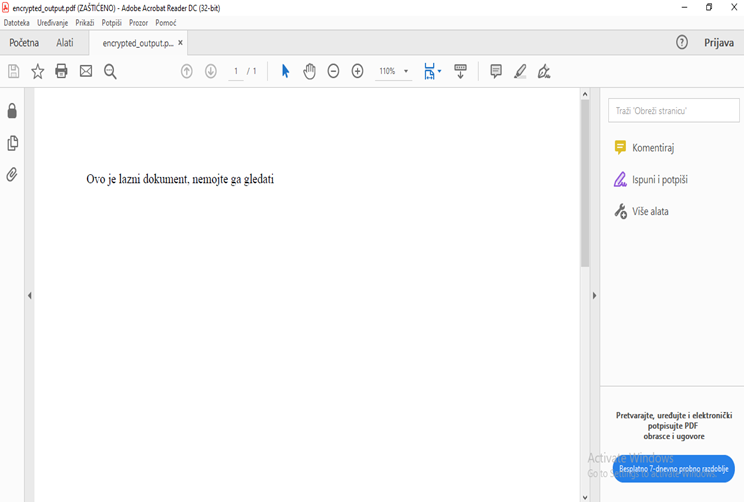 encrypted_output.pdf (ZAŠTIĆENO) - Adobe Acrobat Reader DC (32-bit)
Datoteka Uređivanje Prikaži Potpiši Prozor Pomoć
Početna Alati encrypted_output.p... × Prijava
1 / 1 110%
Traži 'Obreži stranicu'
Ovo je lazni dokument, nemojte ga gledati
Komentiraj
Ispuni i potpiši
Više alata
Pretvarajte, uređujte i elektronički
potpisujte PDF
obrasce i ugovore
Activate Windows
Besplatno 7-dnevno probno razdoblje
Go to Settings to activate Windows.